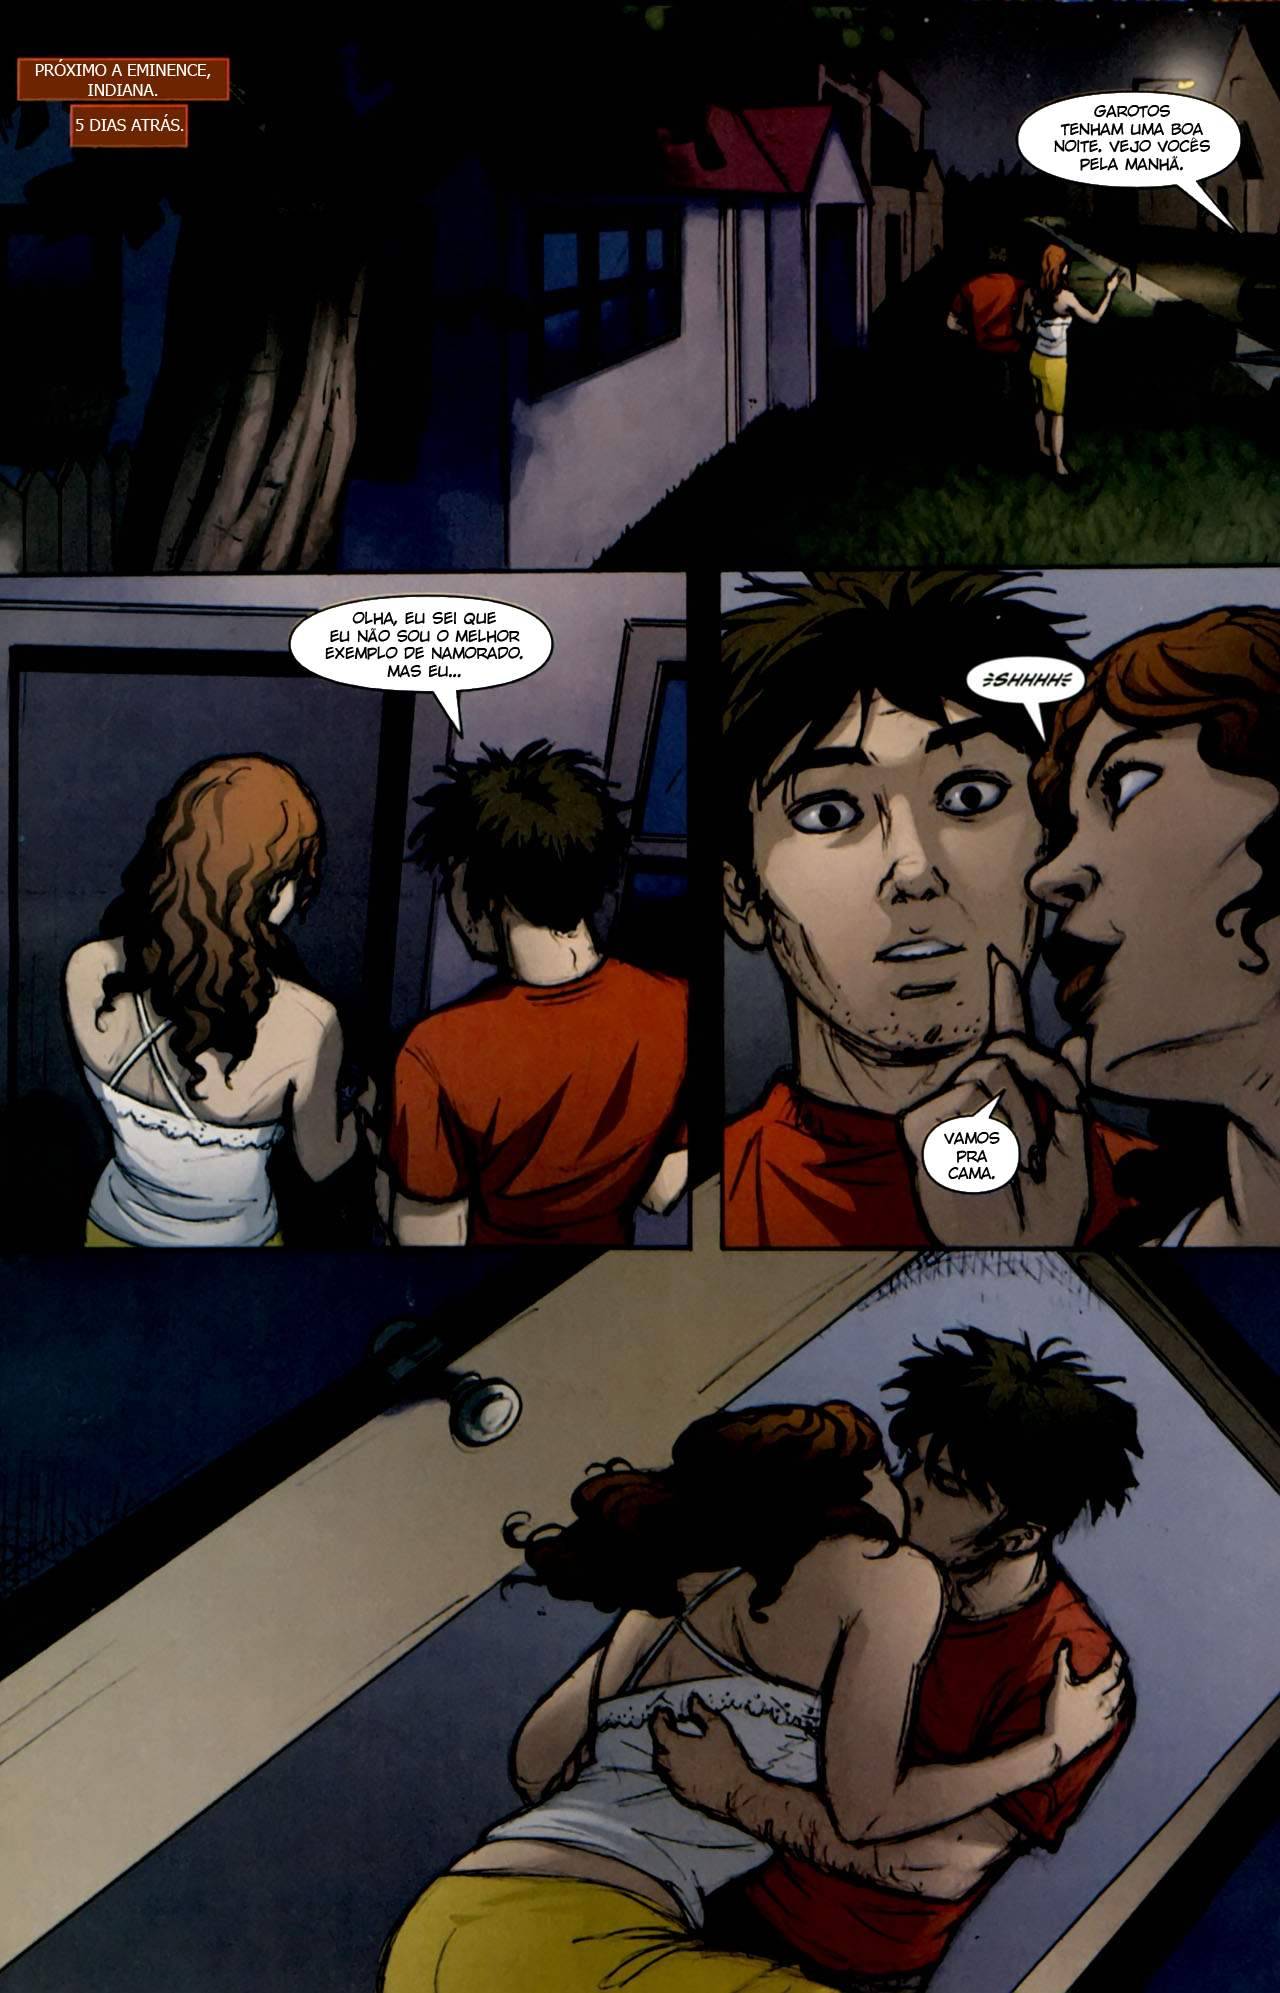 PRÓXIMO A EMINENCE,
INDIANA.
5 DIAS ATRÁS.
GAROTOS
TENHAM UMA BOA
NOITE. VEJO VOCÊS
PELA MANHÃ.
OLHA, EU SEI QUE
EU NÃO SOU O MELHOR
EXEMPLO DE NAMORADO.
MAS EU...
SHHHH
VAMOS
PRA
CAMA.